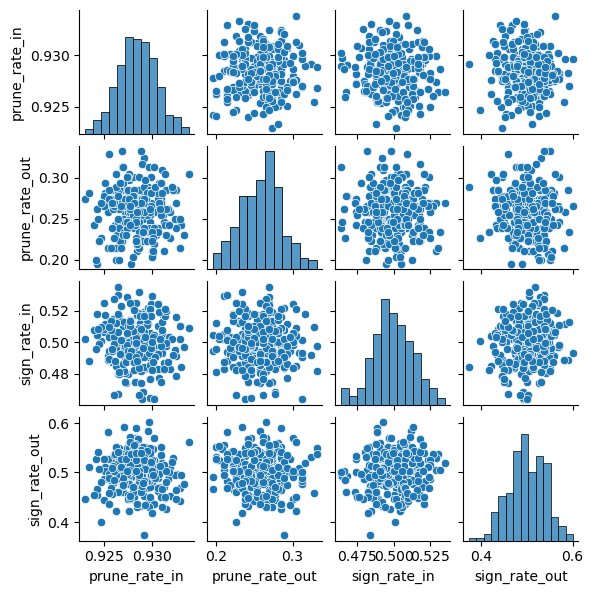 prune_rate_in
0.930
0.925
prune_rate_out
0.30
0.25
0.20
sign_rate_in
0.52
0.50
0.48
sign_rate_out
0.6
0.5
0.4
0.925 0.930
0.2 0.3
0.475 0.500 0.525
0.4 0.6
prune_rate_in prune_rate_out sign_rate_in sign_rate_out